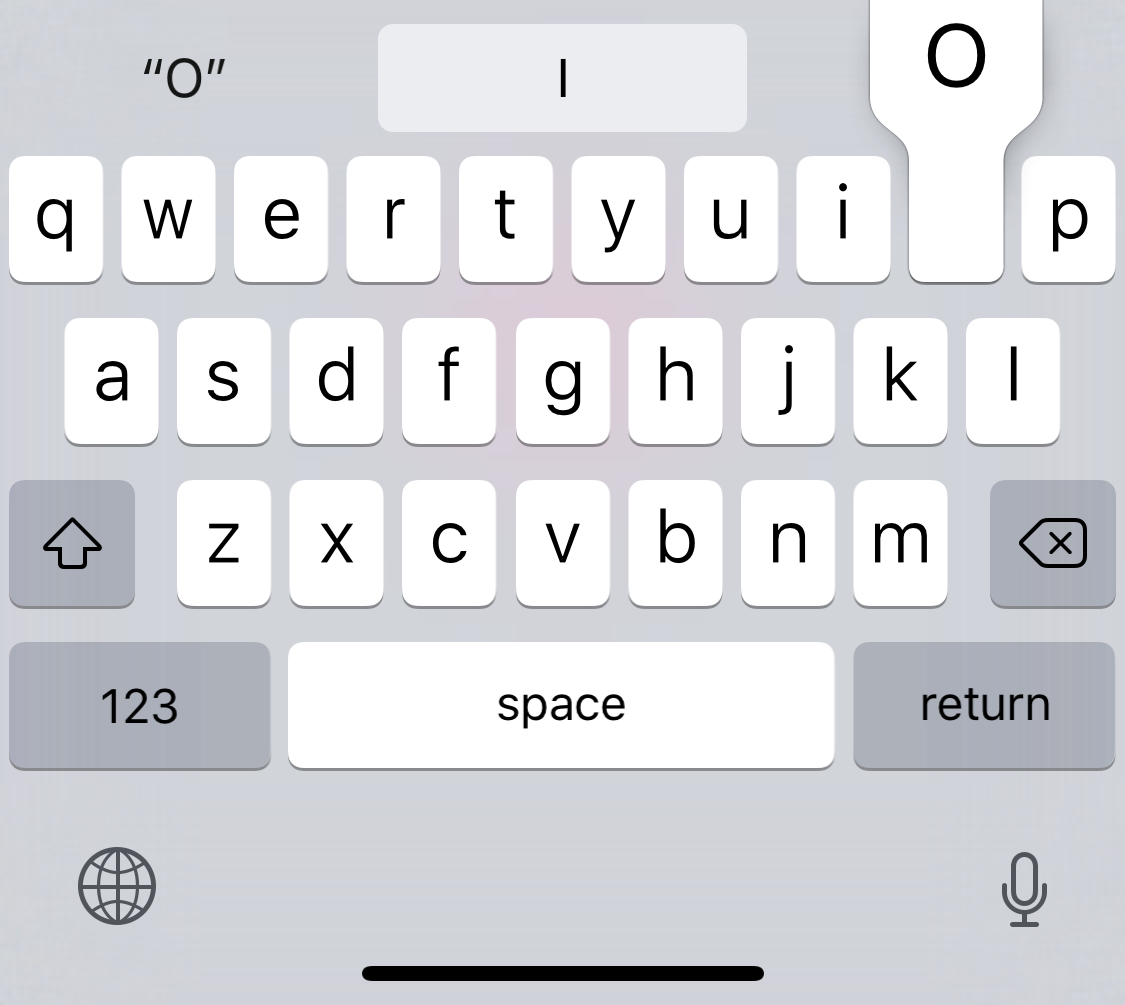 “O” I O
q w e r t y u i p
a s d f g h j k l
z x c v b n m
123 space return